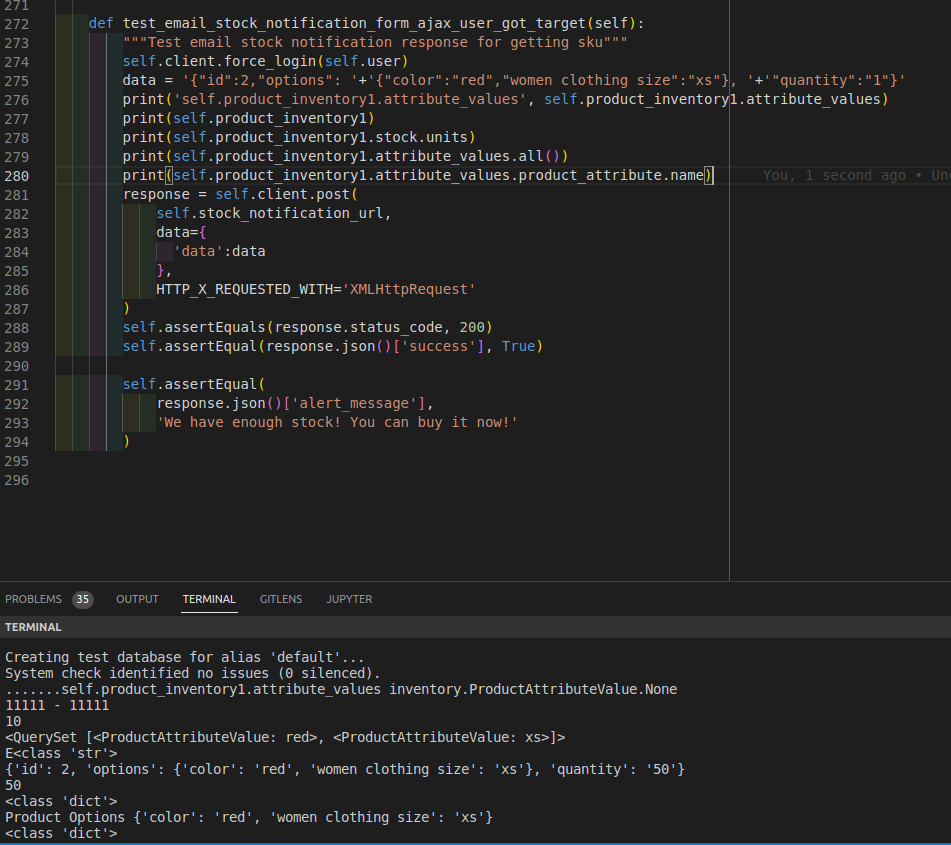 271
272 def test_email_stock_notification_form_ajax_user_got_target(self):
273 """Test email stock notification response for getting sku"""
274 self.client.force_login(self.user)
275 data = '{"id":2,"options": '+'{"color":"red","women clothing size":"xs"}, '+'"quantity":"1"}'
276 print('self.product_inventory1.attribute_values', self.product_inventory1.attribute_values)
277 print(self.product_inventory1)
278 print(self.product_inventory1.stock.units)
279 print(self.product_inventory1.attribute_values.all())
280 print(self.product_inventory1.attribute_values.product_attribute.name) You, 1 second ago •
281 response = self.client.post(
282 self.stock_notification_url,
283 data={
284 'data':data
285 },
286 HTTP_X_REQUESTED_WITH='XMLHttpRequest'
287 )
288 self.assertEquals(response.status_code, 200)
289 self.assertEqual(response.json()['success'], True)
290
291 self.assertEqual(
292 response.json()['alert_message'],
293 'We have enough stock! You can buy it now!'
294 )
295
296
PROBLEMS 35 OUTPUT TERMINAL GITLENS JUPYTER
TERMINAL
Creating test database for alias 'default'...
System check identified no issues (0 silenced).
.......self.product_inventory1.attribute_values inventory.ProductAttributeValue.None
11111 - 11111
10
<QuerySet [<ProductAttributeValue: red>, <ProductAttributeValue: xs>]>
E<class 'str'>
{'id': 2, 'options': {'color': 'red', 'women clothing size': 'xs'}, 'quantity': '50'}
50
<class 'dict'>
Product Options {'color': 'red', 'women clothing size': 'xs'}
<class 'dict'>